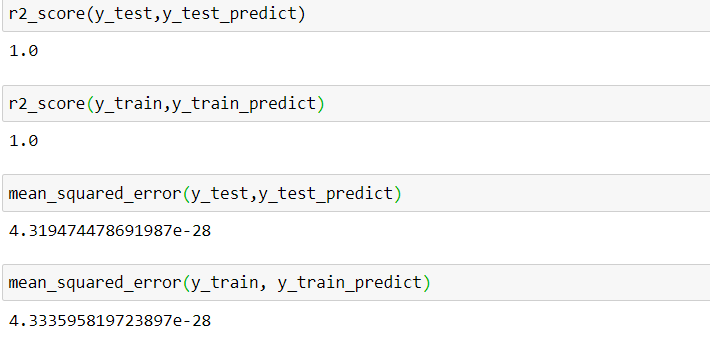 r2_score(y_test,y_test_predict)
1.0
r2_score(y_train,y_train_predict)
1.0
mean_squared_error(y_test,y_test_predict)
4.319474478691987e-28
mean_squared_error(y_train, y_train_predict)
4.333595819723897e-28